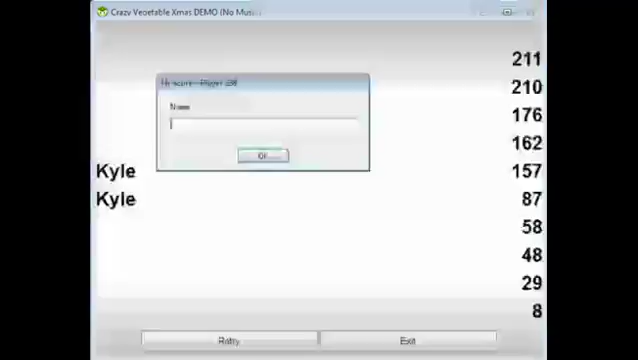 Crazy Vegetable Xmas DEMO (No Musi
211
210
Name
176
162
OK
Kyle 157
Kyle 87
58
48
29
8
Retry Exit